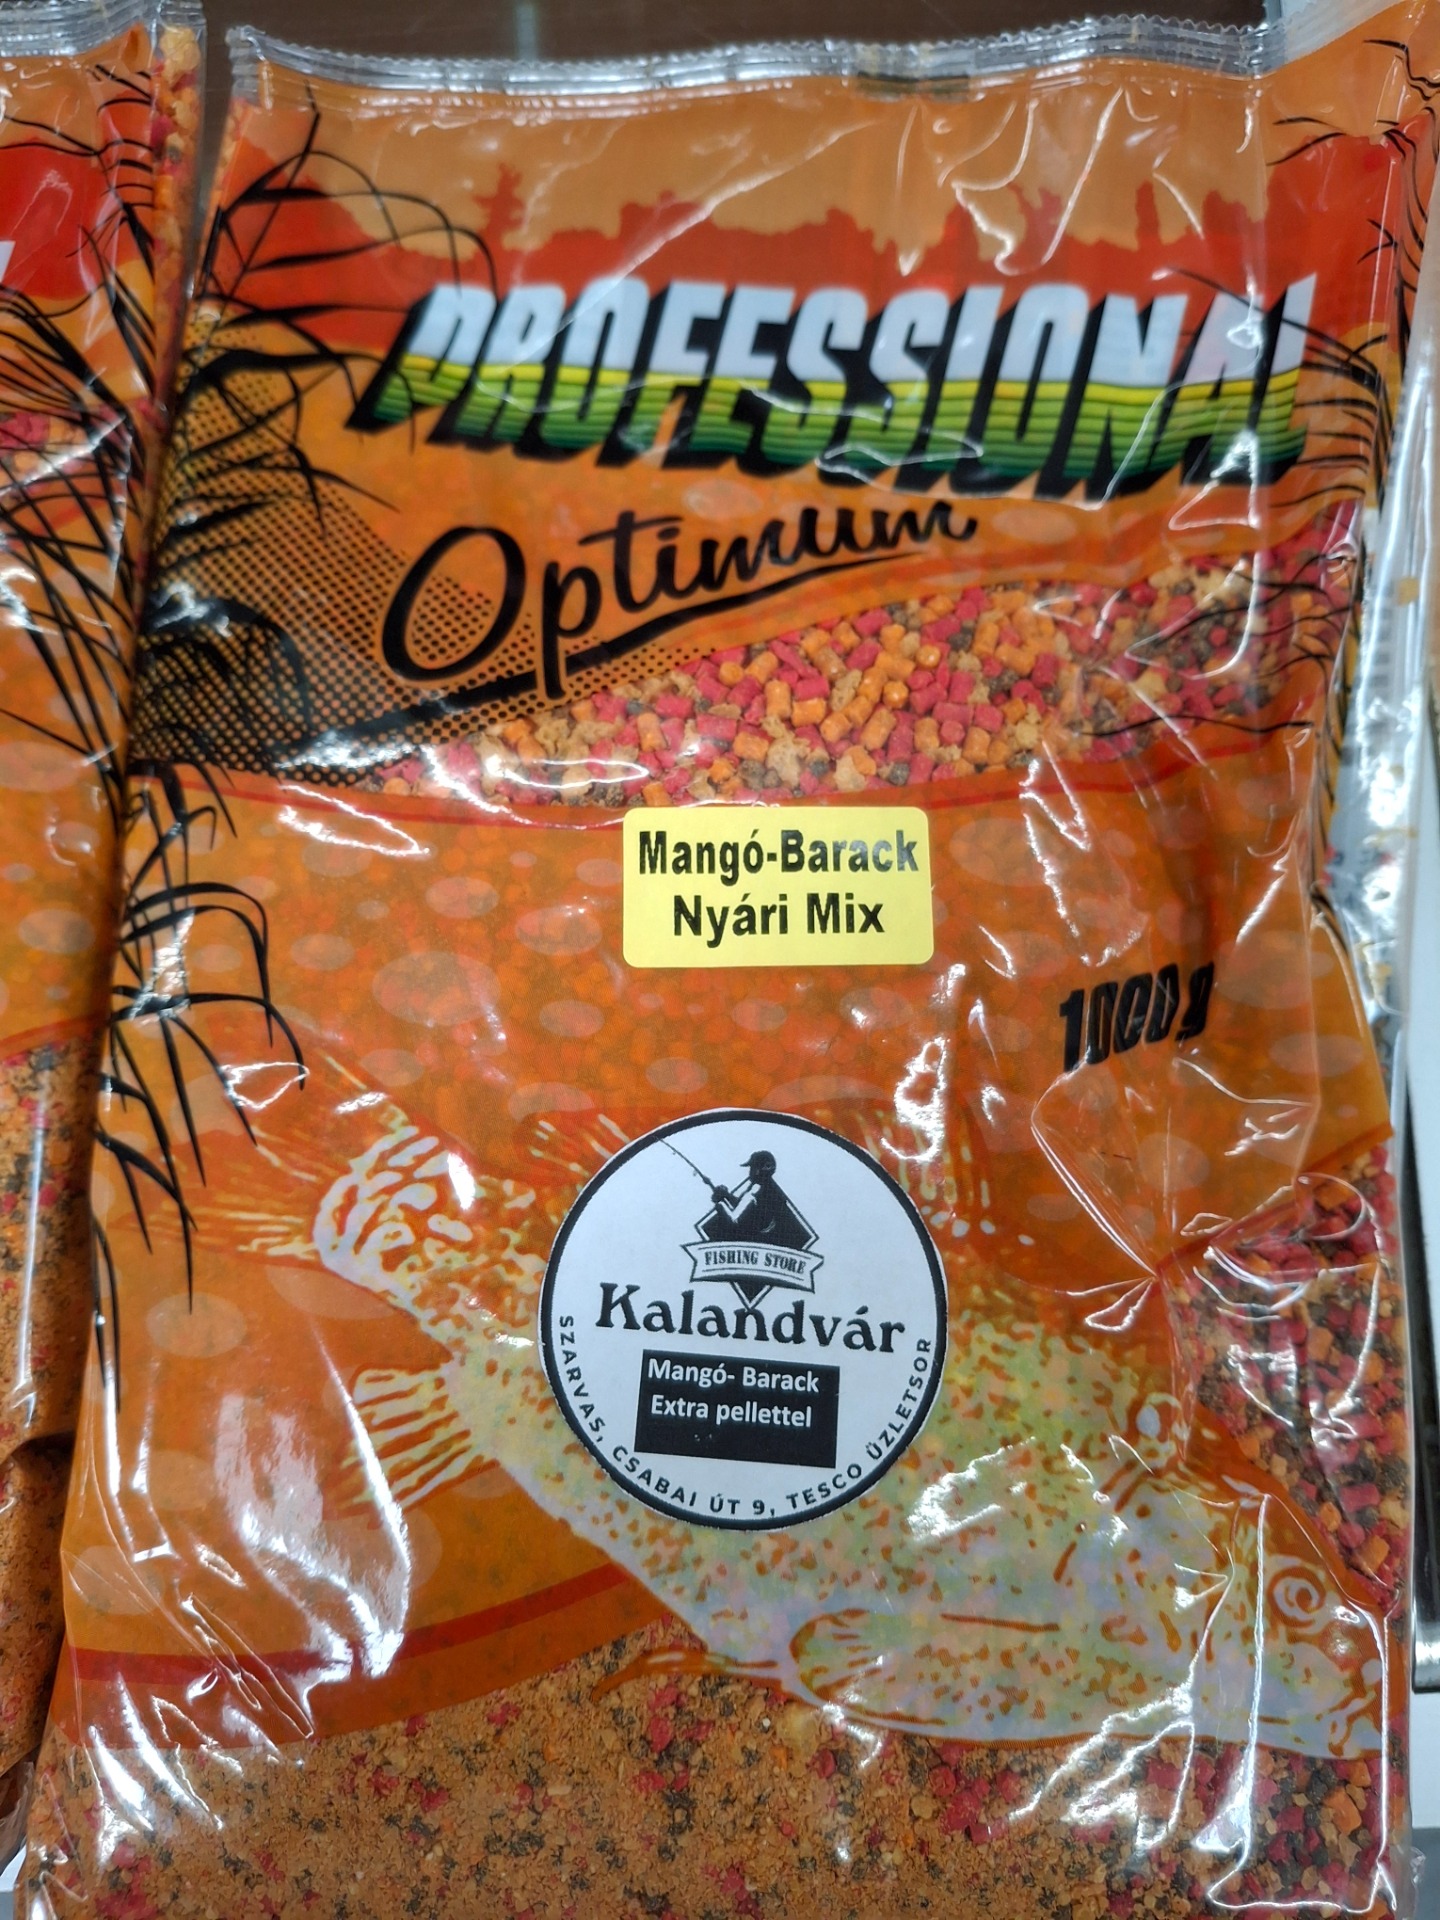 PROFESSIONAL
Optimum
Mangó-Barack
Nyári Mix
1000 g
FISHING STORE
Kalandvár
Mangó- Barack
Extra pellettel
SZARVAS, CSABAI ÚT 9, TESCO ÜZLETSOR